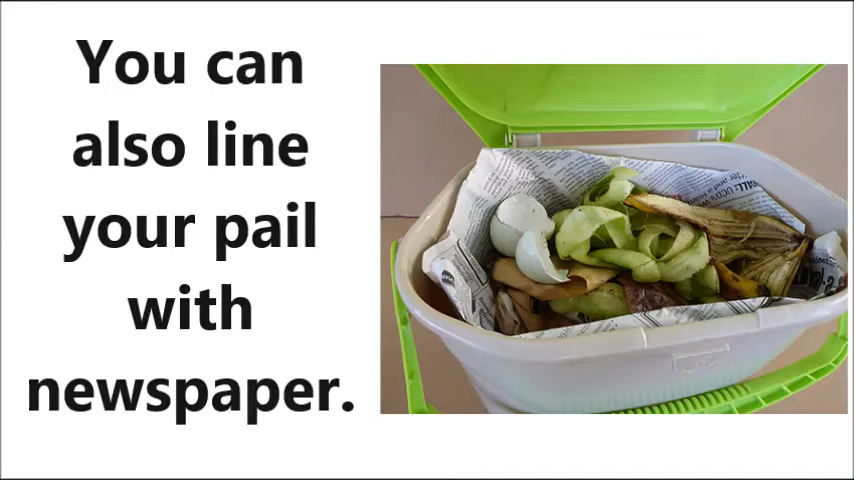 You can
also line
your pail
with
newspaper.